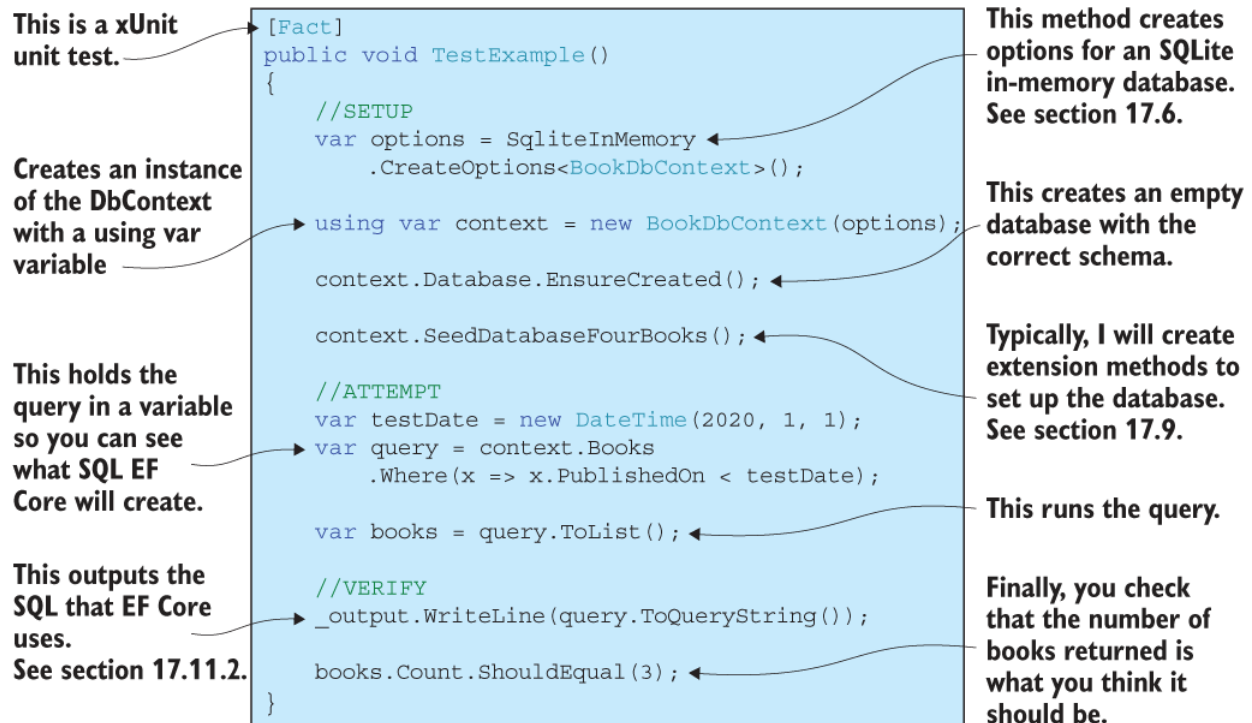 This is a xUnit
unit test.
[Fact]
public void TestExample()
{
//SETUP
var options = SqliteInMemory
.CreateOptions<BookDbContext>();
This method creates
options for an SQLite
in-memory database.
See section 17.6.
Creates an instance
of the DbContext
with a using var
variable
using var context = new BookDbContext(options);
context.Database.EnsureCreated();
This creates an empty
database with the
correct schema.
context.SeedDatabaseFourBooks();
Typically, I will create
extension methods to
set up the database.
See section 17.9.
This holds the
query in a variable
so you can see
what SQL EF
Core will create.
//ATTEMPT
var testDate = new DateTime(2020, 1, 1);
var query = context.Books
.Where(x => x.PublishedOn < testDate);
var books = query.ToList();
This runs the query.
This outputs the
SQL that EF Core
uses.
See section 17.11.2.
//VERIFY
_output.WriteLine(query.ToQueryString());
books.Count.ShouldEqual(3);
}
Finally, you check
that the number of
books returned is
what you think it
should be.